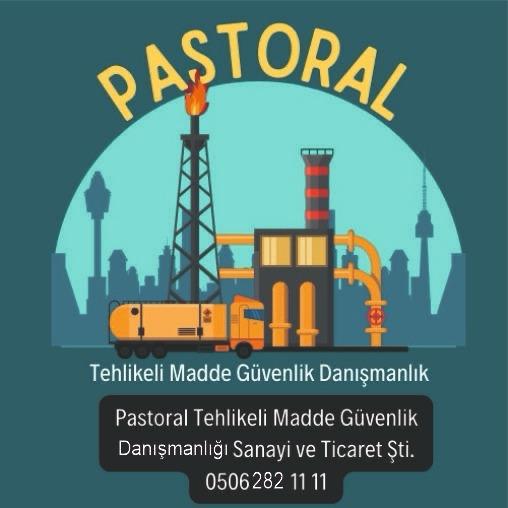 PASTORAL
Tehlikeli Madde Güvenlik Danışmanlık
Pastoral Tehlikeli Madde Güvenlik
Danışmanlığı Sanayi ve Ticaret Şti.
0506 282 11 11